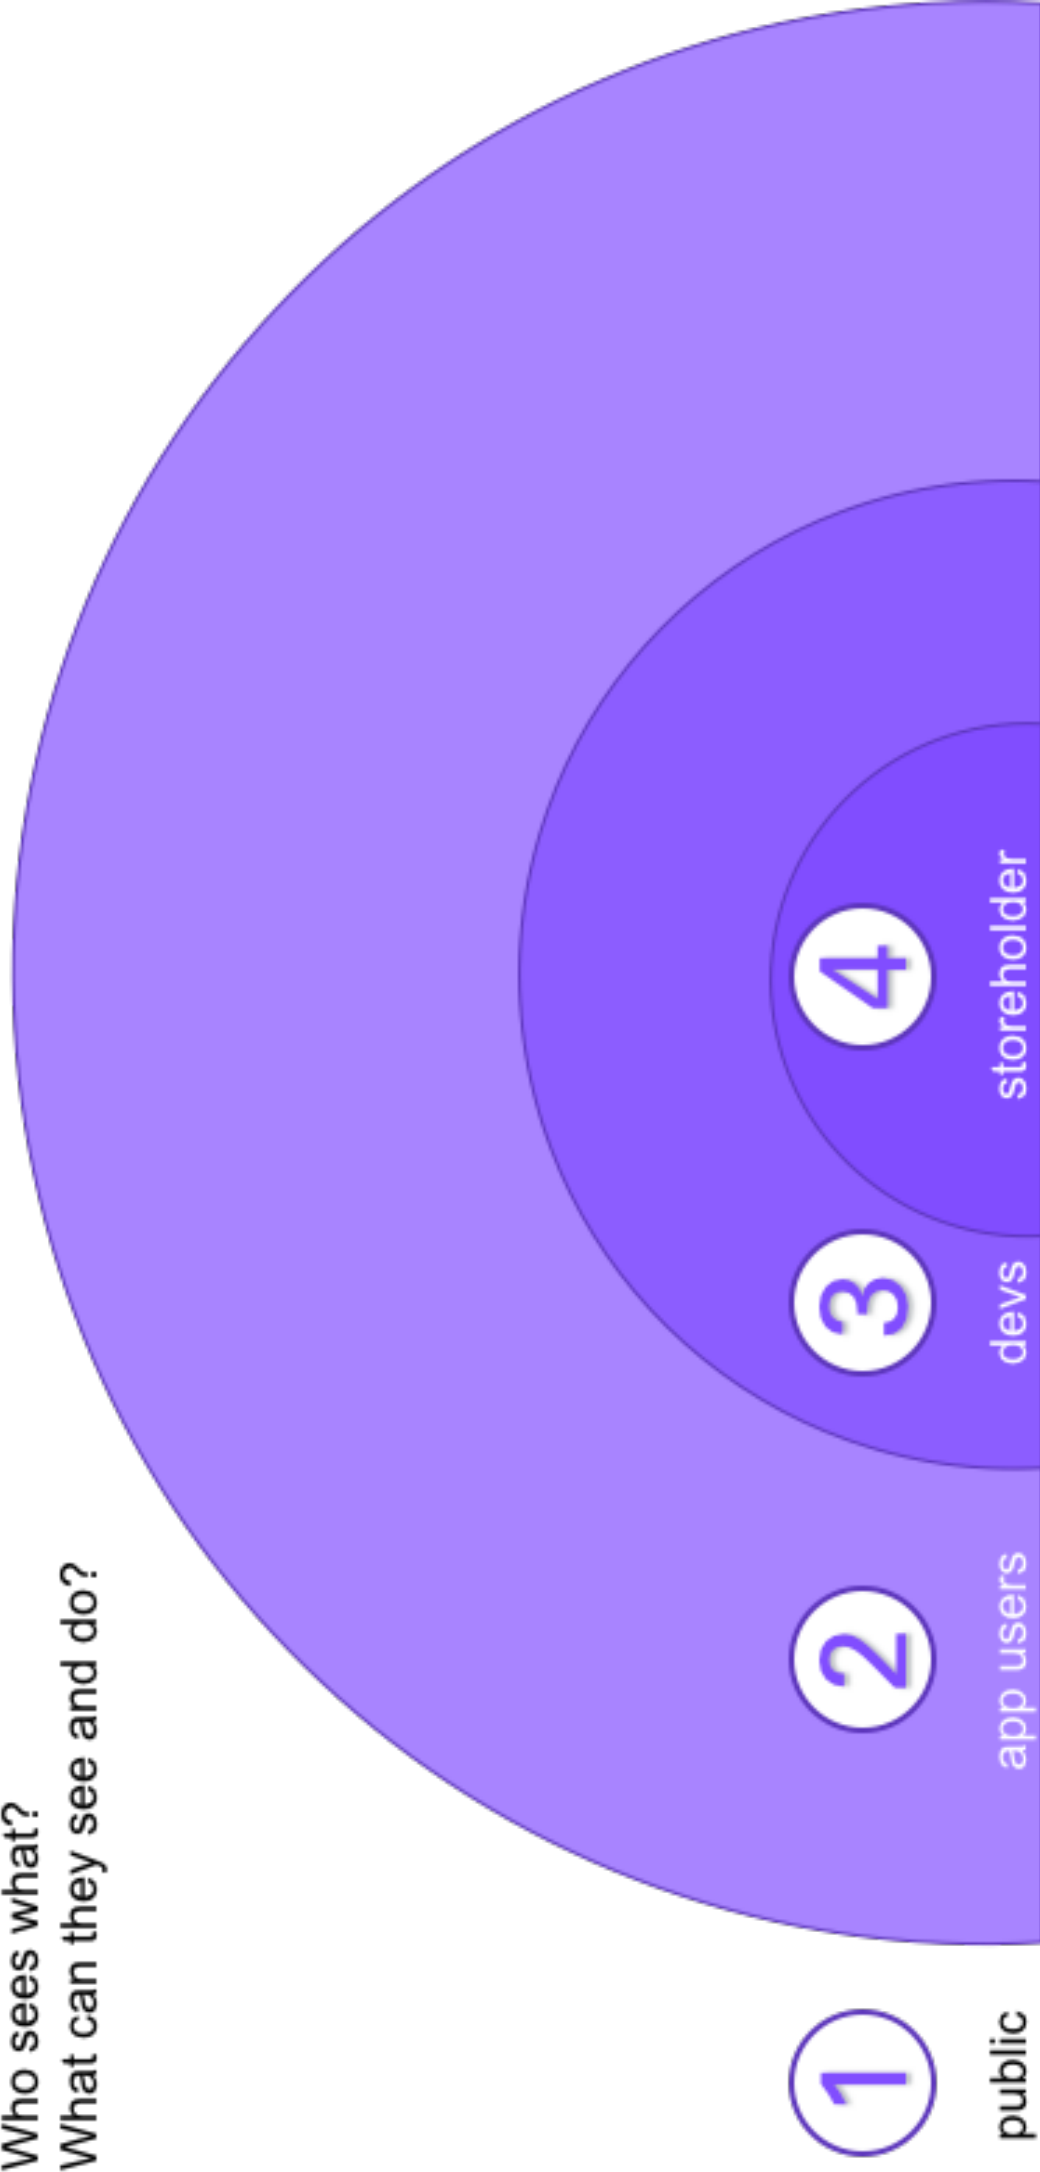 Who sees what?
What can they see and do?
1
2
3
4
public
app users
devs
storeholder